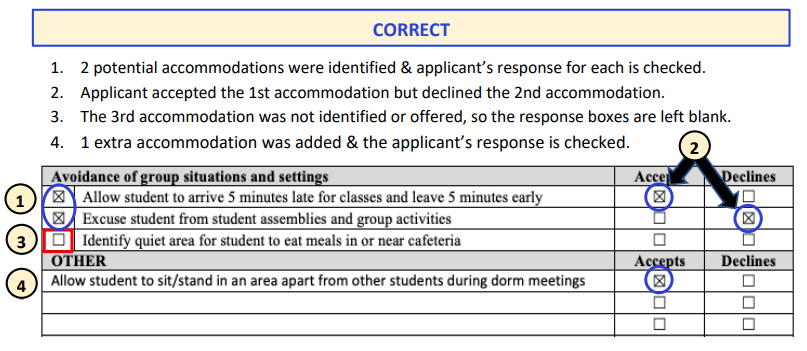 CORRECT
1. 2 potential accommodations were identified & applicant's response for each is checked.
2. Applicant accepted the 1st accommodation but declined the 2nd accommodation.
3. The 3rd accommodation was not identified or offered, so the response boxes are left blank.
4. 1 extra accommodation was added & the applicant's response is checked.
2
Avoidance of group situations and settings Declines
1 ☒ Allow student to arrive 5 minutes late for classes and leave 5 minutes early ☒ ☐
☒ Excuse student from student assemblies and group activities ☐ ☒
3 ☐ Identify quiet area for student to eat meals in or near cafeteria ☐ ☐
OTHER Accepts Declines
4 Allow student to sit/stand in an area apart from other students during dorm meetings ☒ ☐
☐ ☐
☐ ☐